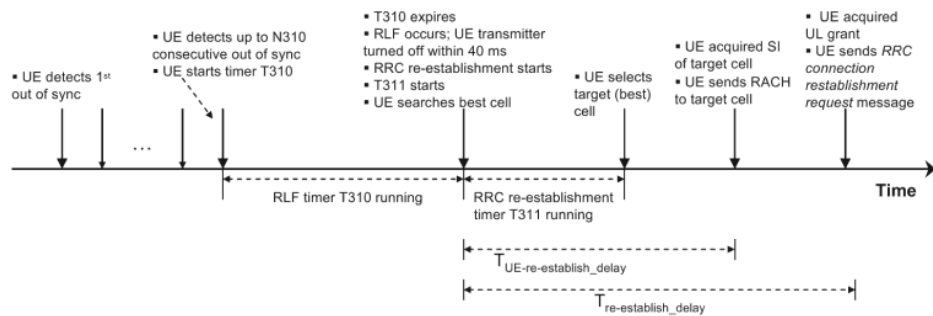 ▪ UE detects 1st
out of sync
▪ UE detects up to N310
consecutive out of sync
▪ UE starts timer T310
▪ T310 expires
▪ RLF occurs; UE transmitter
turned off within 40 ms
▪ RRC re-establishment starts
▪ T311 starts
▪ UE searches best cell
▪ UE selects
target (best)
cell
▪ UE acquired SI
of target cell
▪ UE sends RACH
to target cell
▪ UE acquired
UL grant
▪ UE sends RRC
connection
restablishment
request message
...
Time
RLF timer T310 running
RRC re-establishment
timer T311 running
TUE-re-establish_delay
Tre-establish_delay